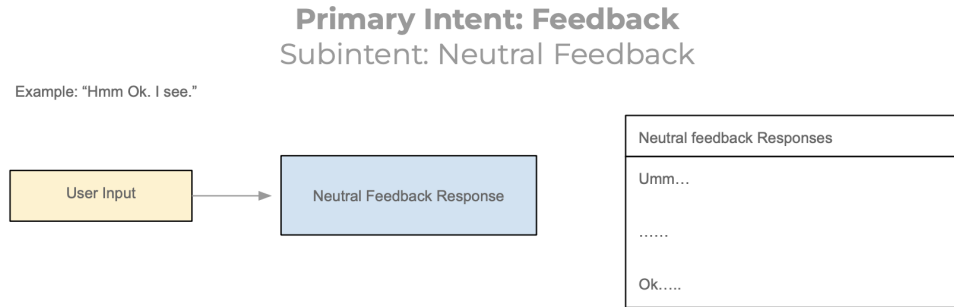 Primary Intent: Feedback
Subintent: Neutral Feedback
Example: “Hmm Ok. I see.”
User Input
Neutral Feedback Response
Neutral feedback Responses
Umm…
……
Ok…..